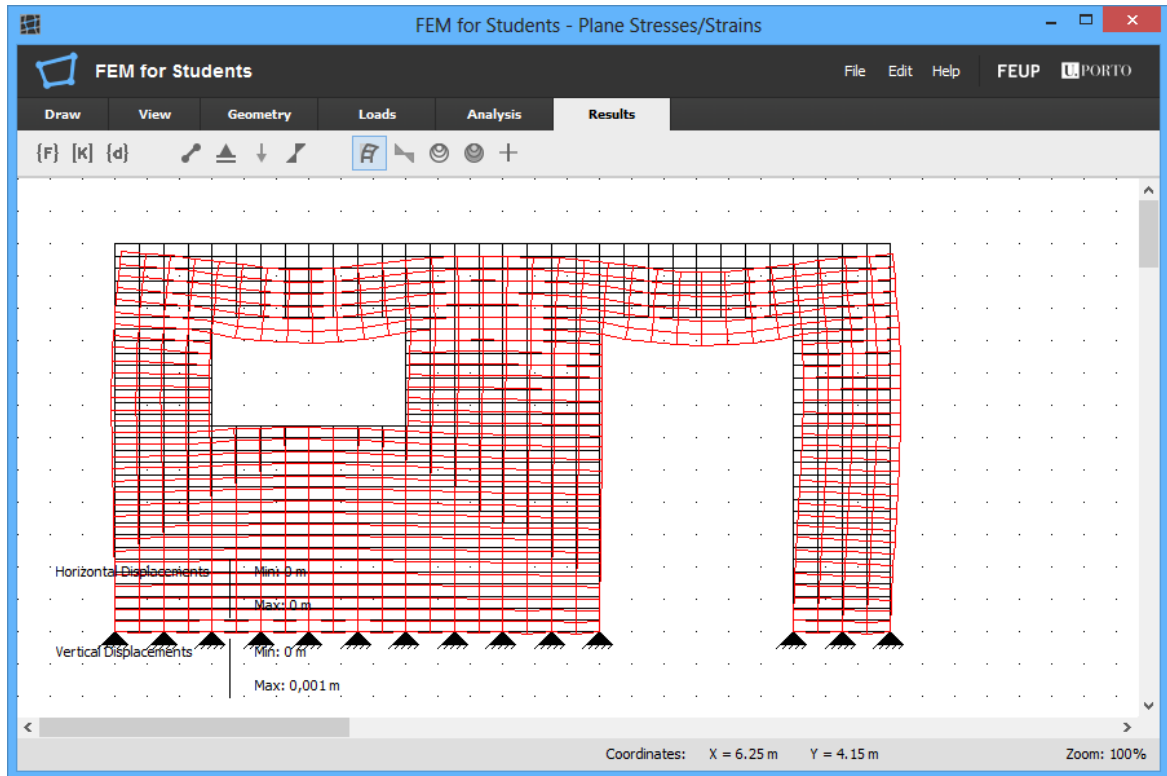 FEM for Students - Plane Stresses/Strains
FEM for Students
File Edit Help FEUP U.PORTO
Draw View Geometry Loads Analysis Results
{F} [K] {d}
Horizontal Displacements Min: 0 m
Max: 0 m
Vertical Displacements Min: 0 m
Max: 0,001 m
Coordinates: X = 6.25 m Y = 4.15 m Zoom: 100%